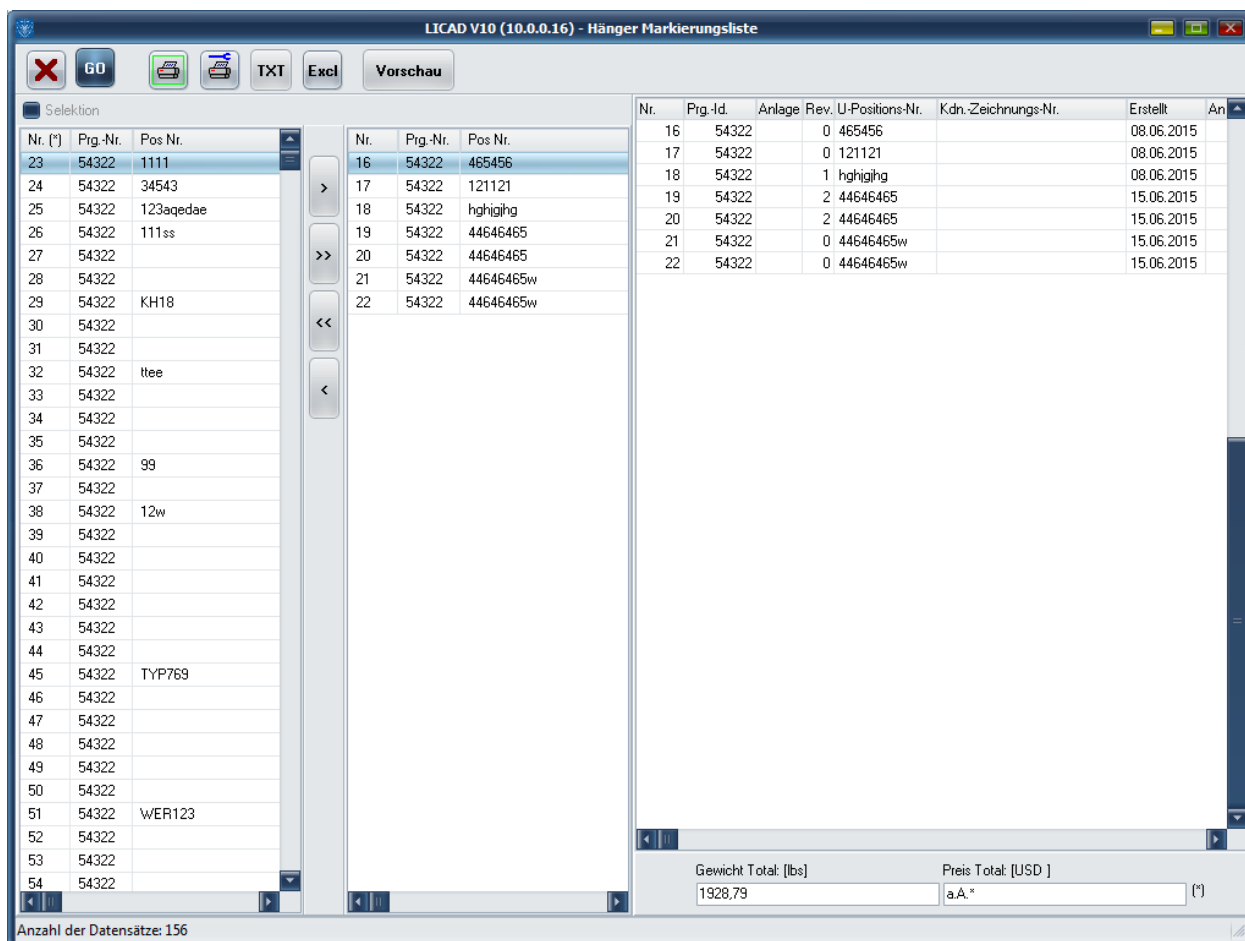 LICAD V10 (10.0.0.16) - Hänger Markierungsliste
GO TXT Excl Vorschau
Selektion
Nr. (*) Prg.-Nr. Pos Nr.
23 54322 1111
24 54322 34543
25 54322 123aqedae
26 54322 111ss
27 54322
28 54322
29 54322 KH18
30 54322
31 54322
32 54322 ttee
33 54322
34 54322
35 54322
36 54322 99
37 54322
38 54322 12w
39 54322
40 54322
41 54322
42 54322
43 54322
44 54322
45 54322 TYP769
46 54322
47 54322
48 54322
49 54322
50 54322
51 54322 WER123
52 54322
53 54322
54 54322
>
>>
<<
<
Nr. Prg.-Nr. Pos Nr.
16 54322 465456
17 54322 121121
18 54322 hghjgjhg
19 54322 44646465
20 54322 44646465
21 54322 44646465w
22 54322 44646465w
Nr. Prg.-Id. Anlage Rev. U-Positions-Nr. Kdn.-Zeichnungs-Nr. Erstellt An
16 54322 0 465456 08.06.2015
17 54322 0 121121 08.06.2015
18 54322 1 hghjgjhg 08.06.2015
19 54322 2 44646465 15.06.2015
20 54322 2 44646465 15.06.2015
21 54322 0 44646465w 15.06.2015
22 54322 0 44646465w 15.06.2015
Gewicht Total: [lbs] Preis Total: [USD ]
1928,79 a.A.* (*)
Anzahl der Datensätze: 156